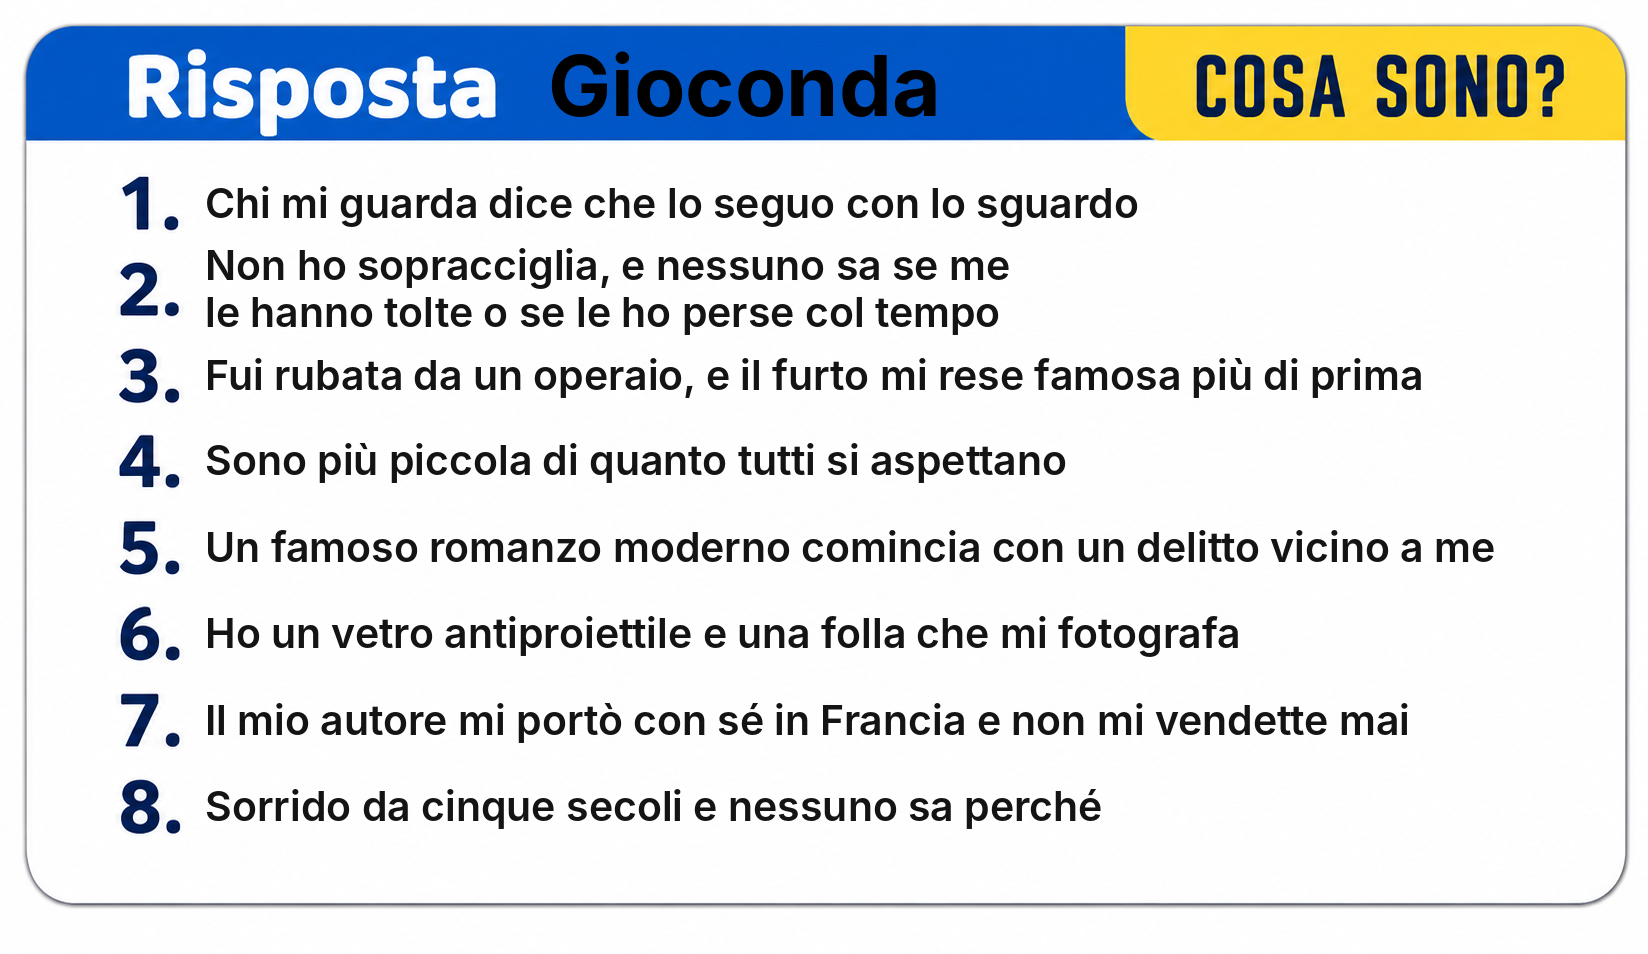 Risposta Gioconda COSA SONO?
1. Chi mi guarda dice che lo seguo con lo sguardo
2. Non ho sopracciglia, e nessuno sa se me
le hanno tolte o se le ho perse col tempo
3. Fui rubata da un operaio, e il furto mi rese famosa più di prima
4. Sono più piccola di quanto tutti si aspettano
5. Un famoso romanzo moderno comincia con un delitto vicino a me
6. Ho un vetro antiproiettile e una folla che mi fotografa
7. Il mio autore mi portò con sé in Francia e non mi vendette mai
8. Sorrido da cinque secoli e nessuno sa perché